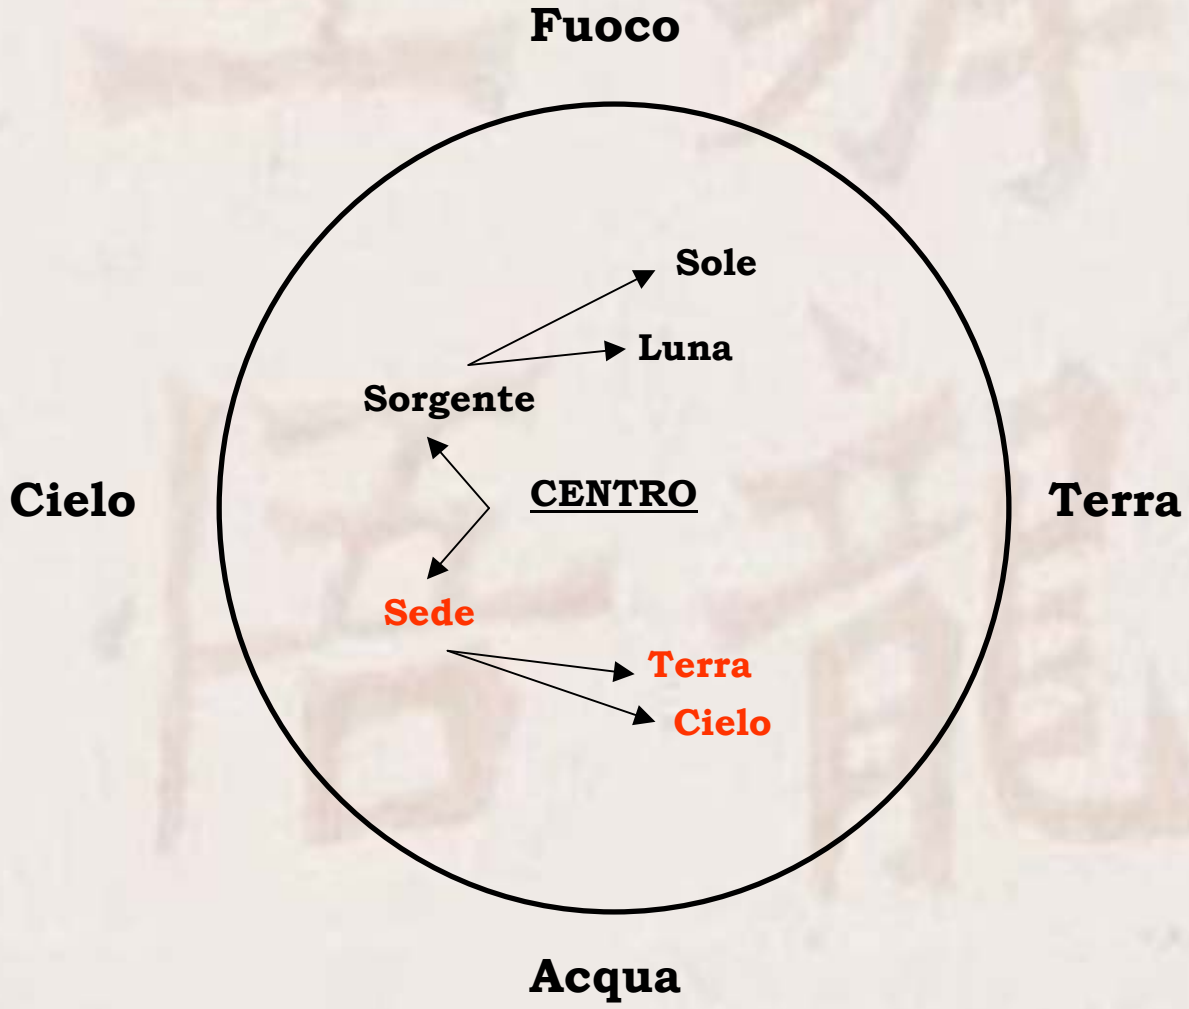 Fuoco
Sole
Luna
Sorgente
Cielo
CENTRO
Terra
Sede
Terra
Cielo
Acqua